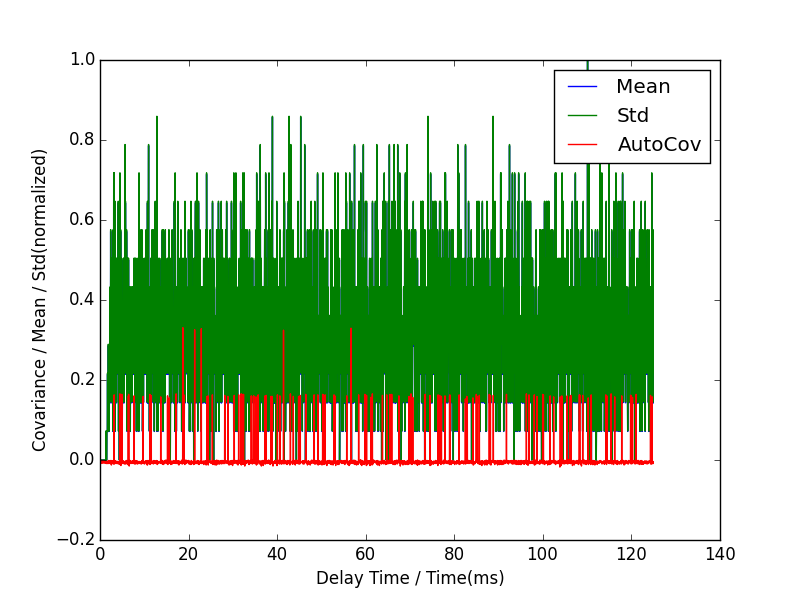 1.0
0.8
0.6
0.4
0.2
0.0
−0.2
0 20 40 60 80 100 120 140
Covariance / Mean / Std(normalized)
Delay Time / Time(ms)
Mean
Std
AutoCov